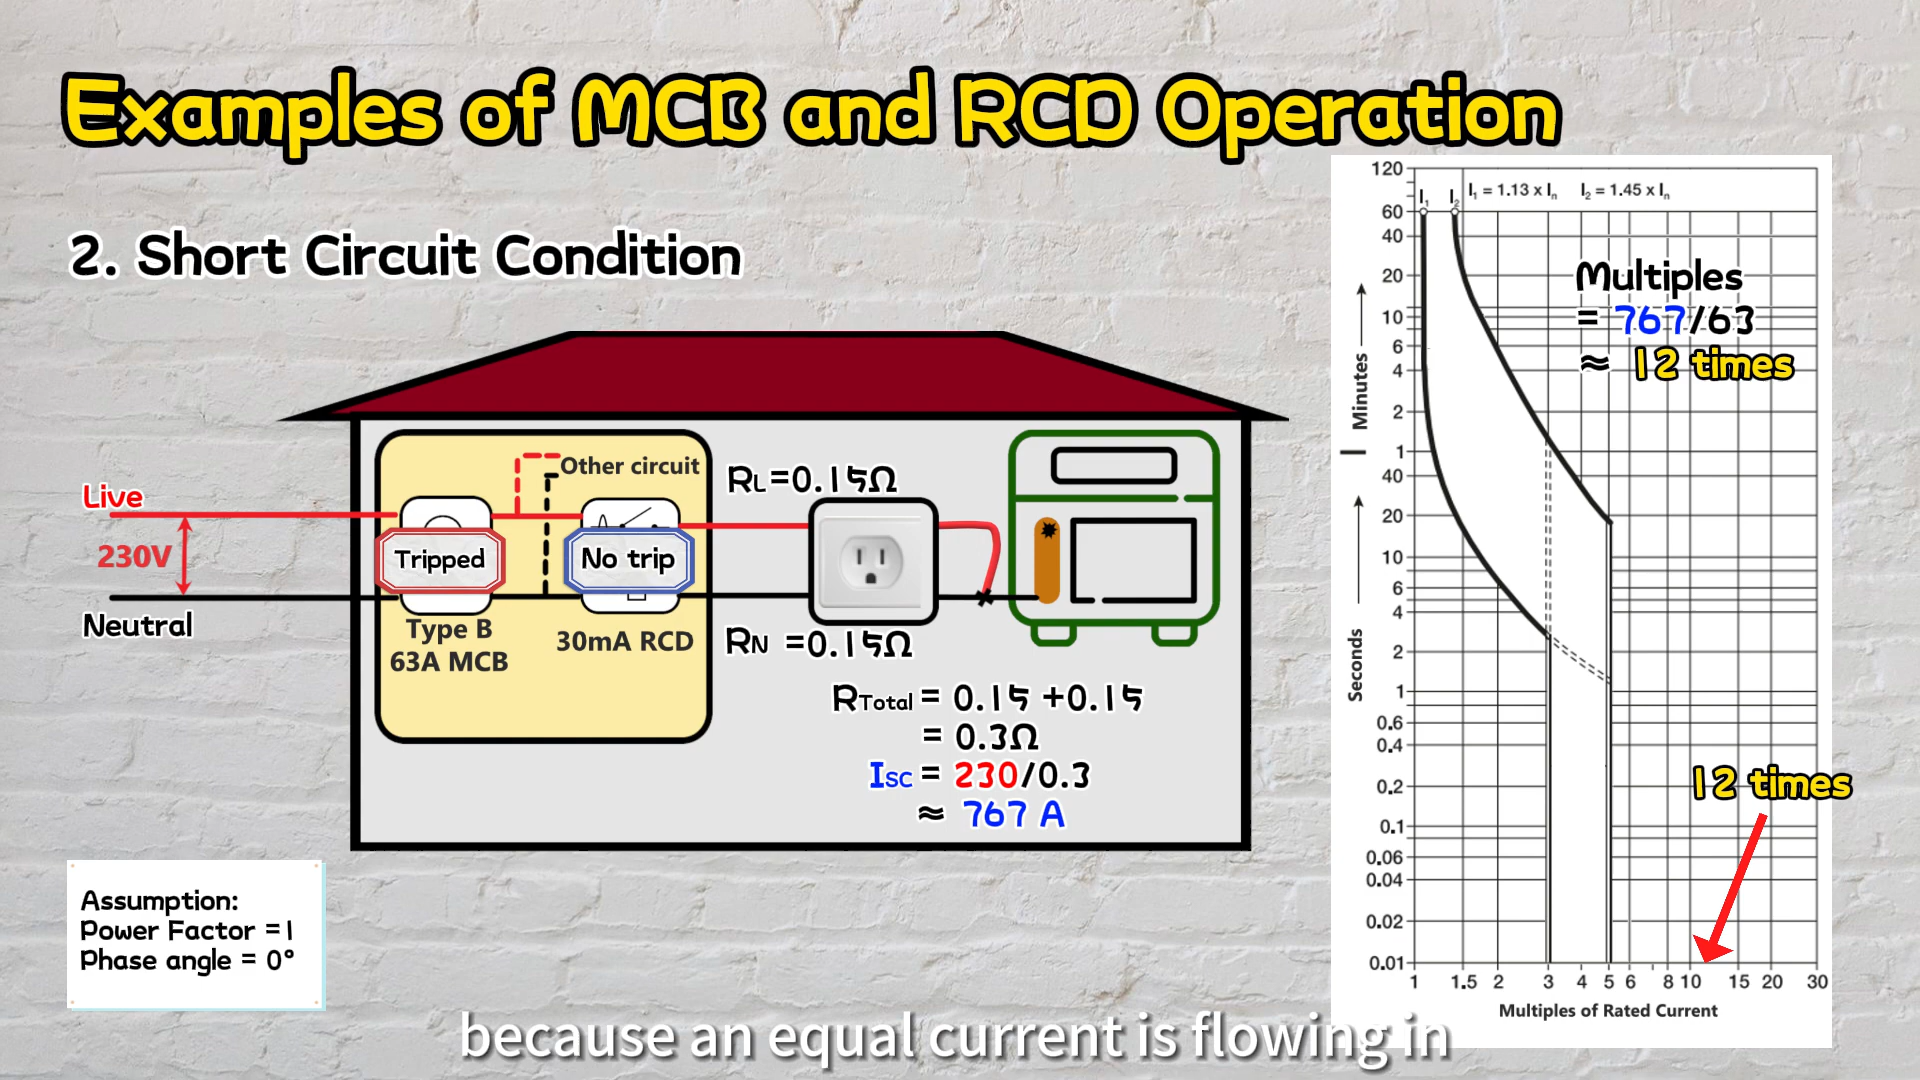 Examples of MCB and RCD Operation
2. Short Circuit Condition
Other circuit
Live
230V
Neutral
Tripped
No trip
Type B
63A MCB
30mA RCD
RL=0.15Ω
RN =0.15Ω
RTotal = 0.15 +0.15
= 0.3Ω
ISC = 230/0.3
≈ 767 A
Assumption:
Power Factor =1
Phase angle = 0°
I1 = 1.13 x In I2 = 1.45 x In
I1 I2
Multiples
= 767/63
≈ 12 times
12 times
Minutes
Seconds
120
60
40
20
10
6
4
2
1
40
20
10
6
4
2
1
0.6
0.4
0.2
0.1
0.06
0.04
0.02
0.01
1 1.5 2 3 4 5 6 8 10 15 20 30
Multiples of Rated Current
because an equal current is flowing in